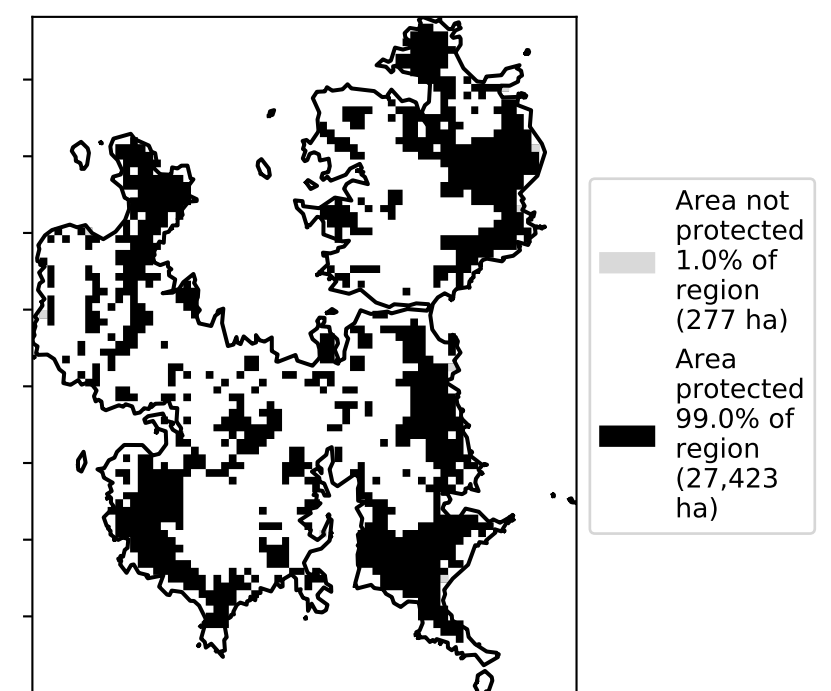 Area not
protected
1.0% of
region
(277 ha)
Area
protected
99.0% of
region
(27,423
ha)